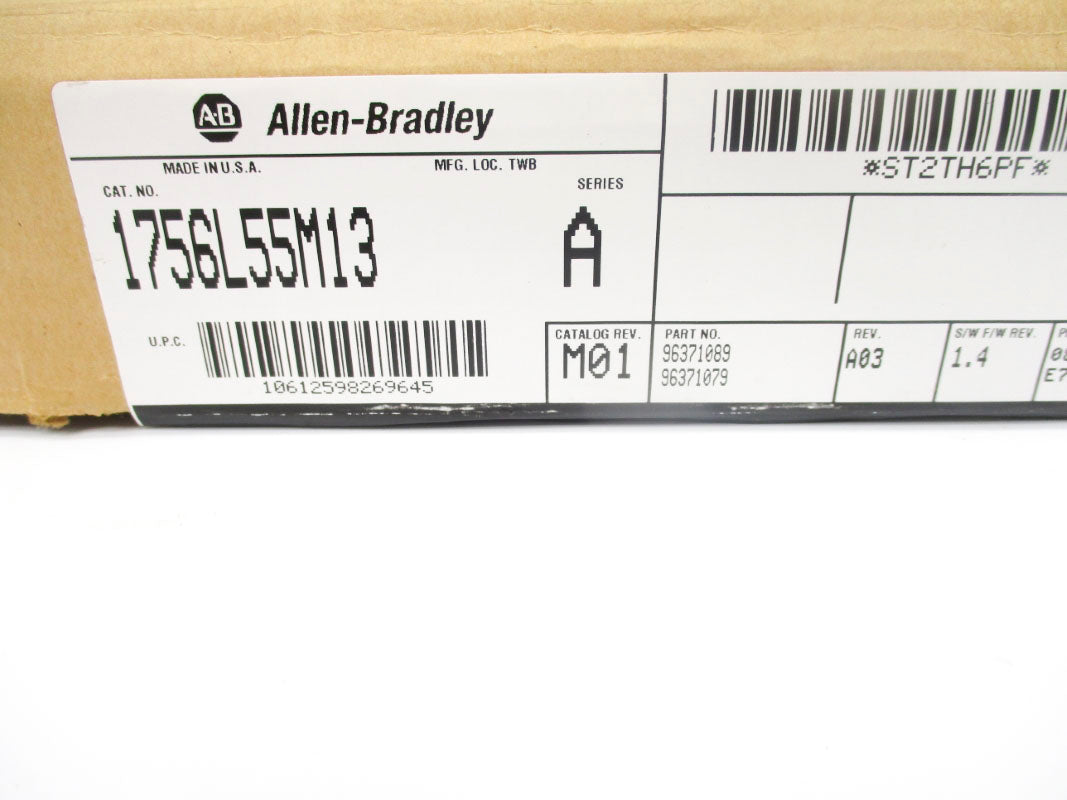 A-B Allen-Bradley
MADE IN U.S.A.
MFG. LOC. TWB
CAT. NO.
1756L55M13
SERIES
A
U.P.C.
10612598269645
*ST2TH6PF*
CATALOG REV.
M01
PART NO.
96371089
96371079
REV.
A03
S/W F/W REV.
1.4
E7